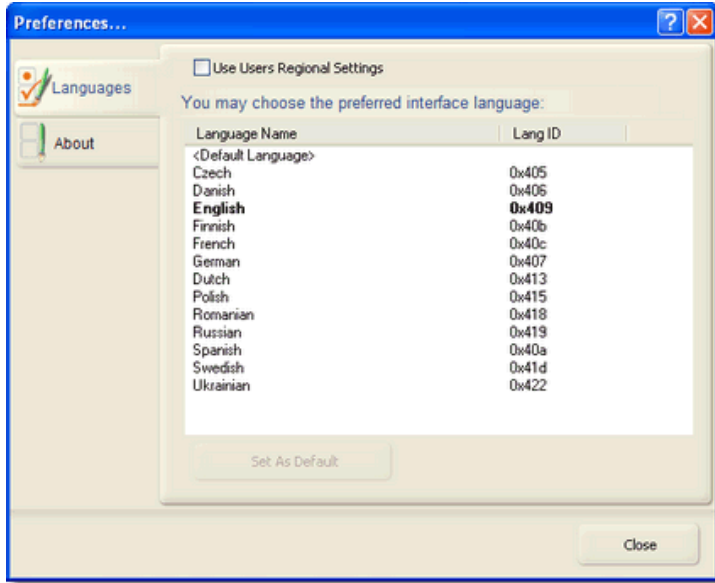 Preferences...
?
X
Languages
About
Use Users Regional Settings
You may choose the preferred interface language:
Language Name Lang ID
<Default Language>
Czech 0x405
Danish 0x406
English 0x409
Finnish 0x40b
French 0x40c
German 0x407
Dutch 0x413
Polish 0x415
Romanian 0x418
Russian 0x419
Spanish 0x40a
Swedish 0x41d
Ukrainian 0x422
Set As Default
Close